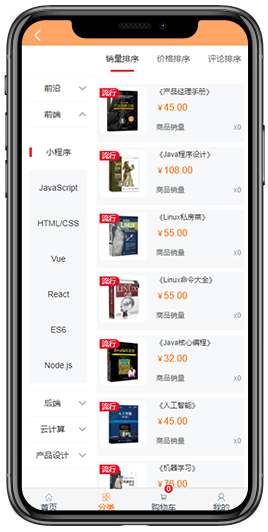 销量排序 价格排序 评论排序
前沿
前端
小程序
JavaScript
HTML/CSS
Vue
React
ES6
Node.js
后端
云计算
产品设计
流行
《产品经理手册》
￥45.00
商品销量 x0
流行
《Java程序设计》
￥108.00
商品销量 x0
流行
《Linux私房菜》
￥55.00
商品销量 x0
LINUX
流行
《Linux命令大全》
￥55.00
商品销量 x0
LINUX
流行
《Java核心编程》
￥32.00
商品销量 x0
流行
《人工智能》
￥45.00
商品销量 x0
流行
《机器学习》
￥76.00
首页 分类 购物车 0 我的